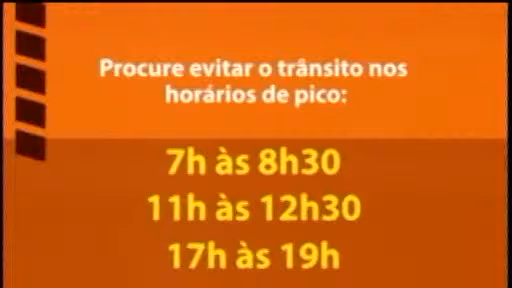 Procure evitar o trânsito nos
horários de pico:
7h às 8h30
11h às 12h30
17h às 19h